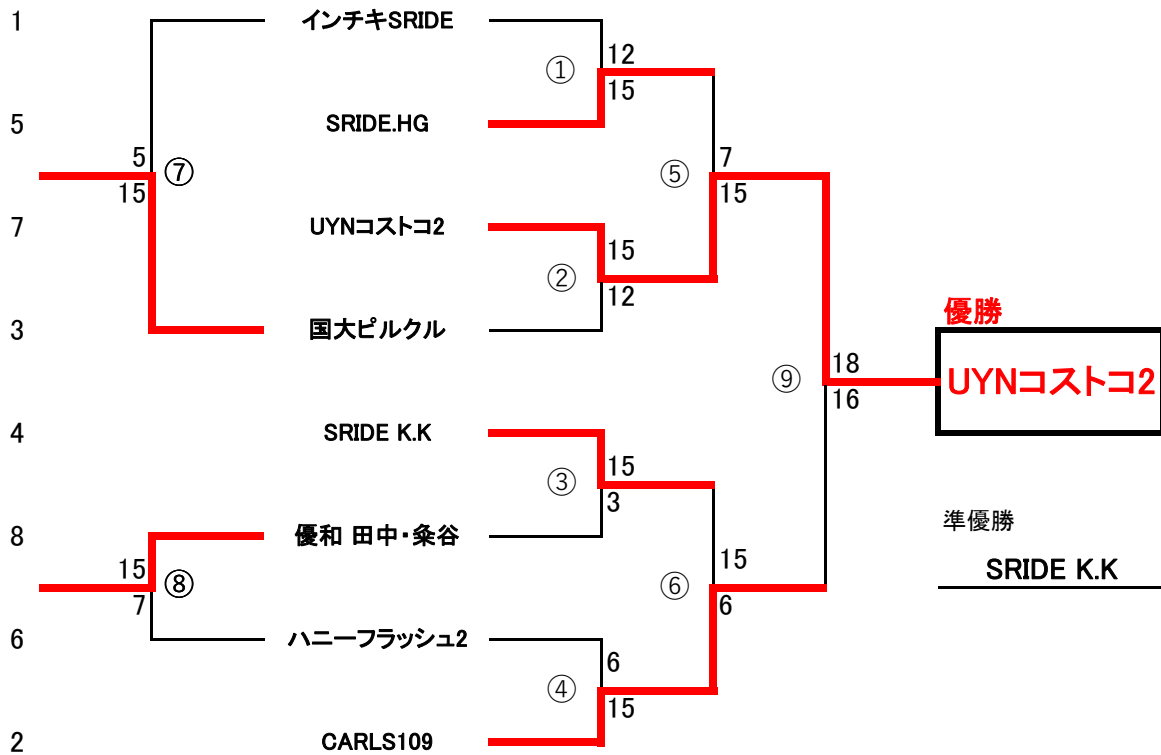 1 インチキSRIDE
12
①
15
5 SRIDE.HG
5 ⑦ ⑤ 7
15 15
7 UYNコストコ2
15
②
12
3 国大ピルクル
優勝
UYNコストコ2
18
⑨
16
4 SRIDE K.K
15
③
3
8 優和 田中・粂谷
準優勝
SRIDE K.K
15 ⑧ ⑥ 15
7 6
6 ハニーフラッシュ2
6
④
15
2 CARLS109